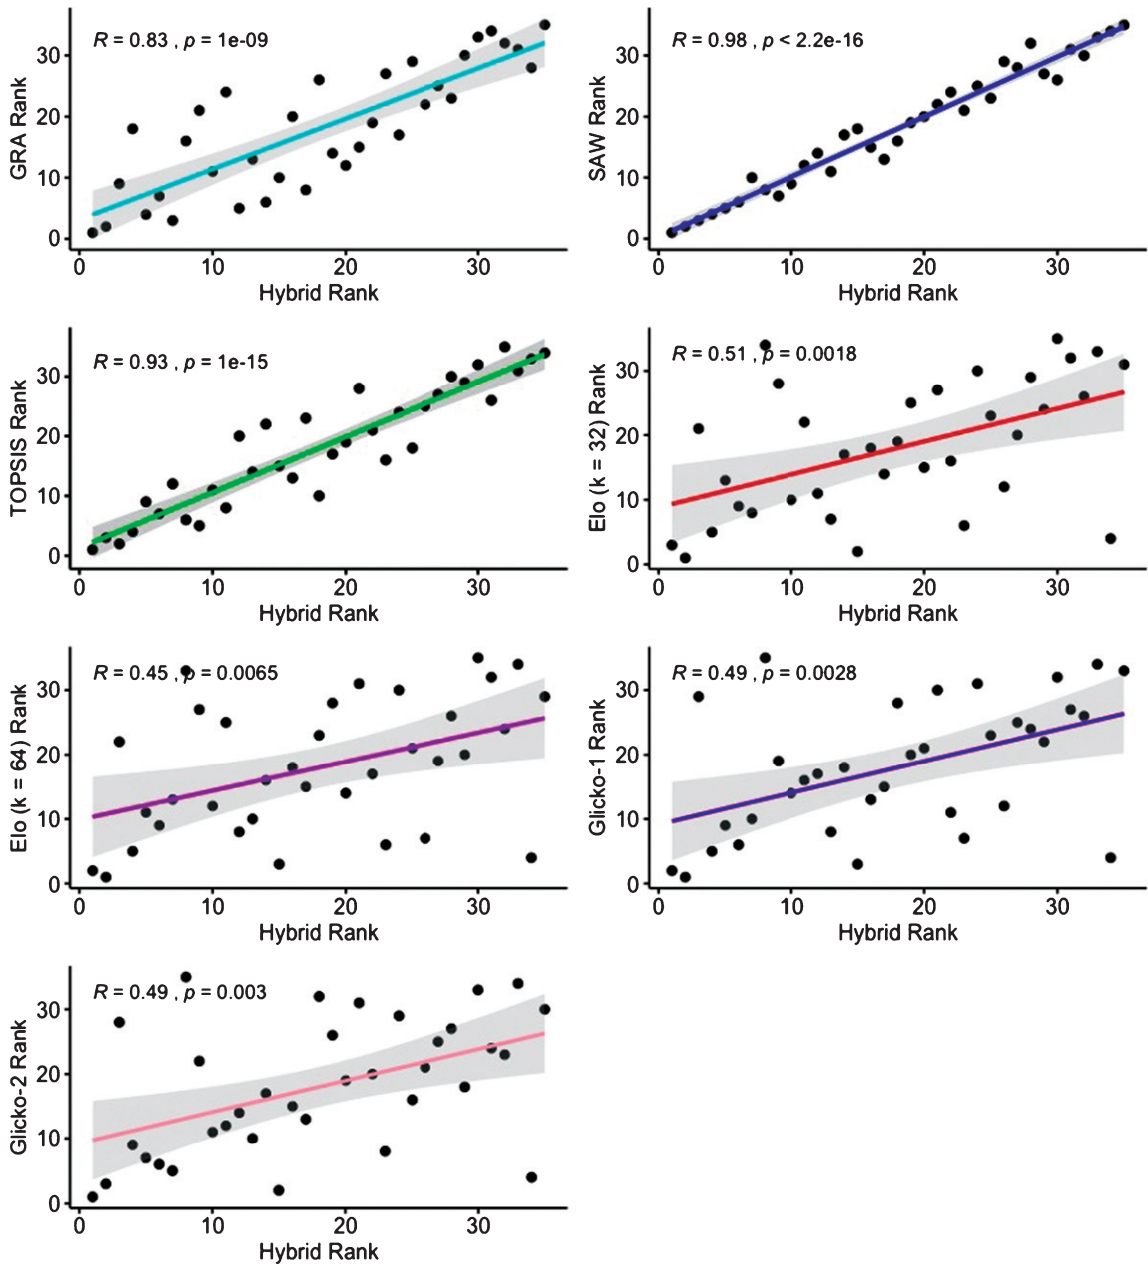 R = 0.83 , p = 1e-09
GRA Rank
30
20
10
0
0 10 20 30
Hybrid Rank
R = 0.98 , p < 2.2e-16
SAW Rank
30
20
10
0
0 10 20 30
Hybrid Rank
R = 0.93 , p = 1e-15
TOPSIS Rank
30
20
10
0
0 10 20 30
Hybrid Rank
R = 0.51 , p = 0.0018
Elo (k = 32) Rank
30
20
10
0
0 10 20 30
Hybrid Rank
R = 0.45 , p = 0.0065
Elo (k = 64) Rank
30
20
10
0
0 10 20 30
Hybrid Rank
R = 0.49 , p = 0.0028
Glicko-1 Rank
30
20
10
0
0 10 20 30
Hybrid Rank
R = 0.49 , p = 0.003
Glicko-2 Rank
30
20
10
0
0 10 20 30
Hybrid Rank